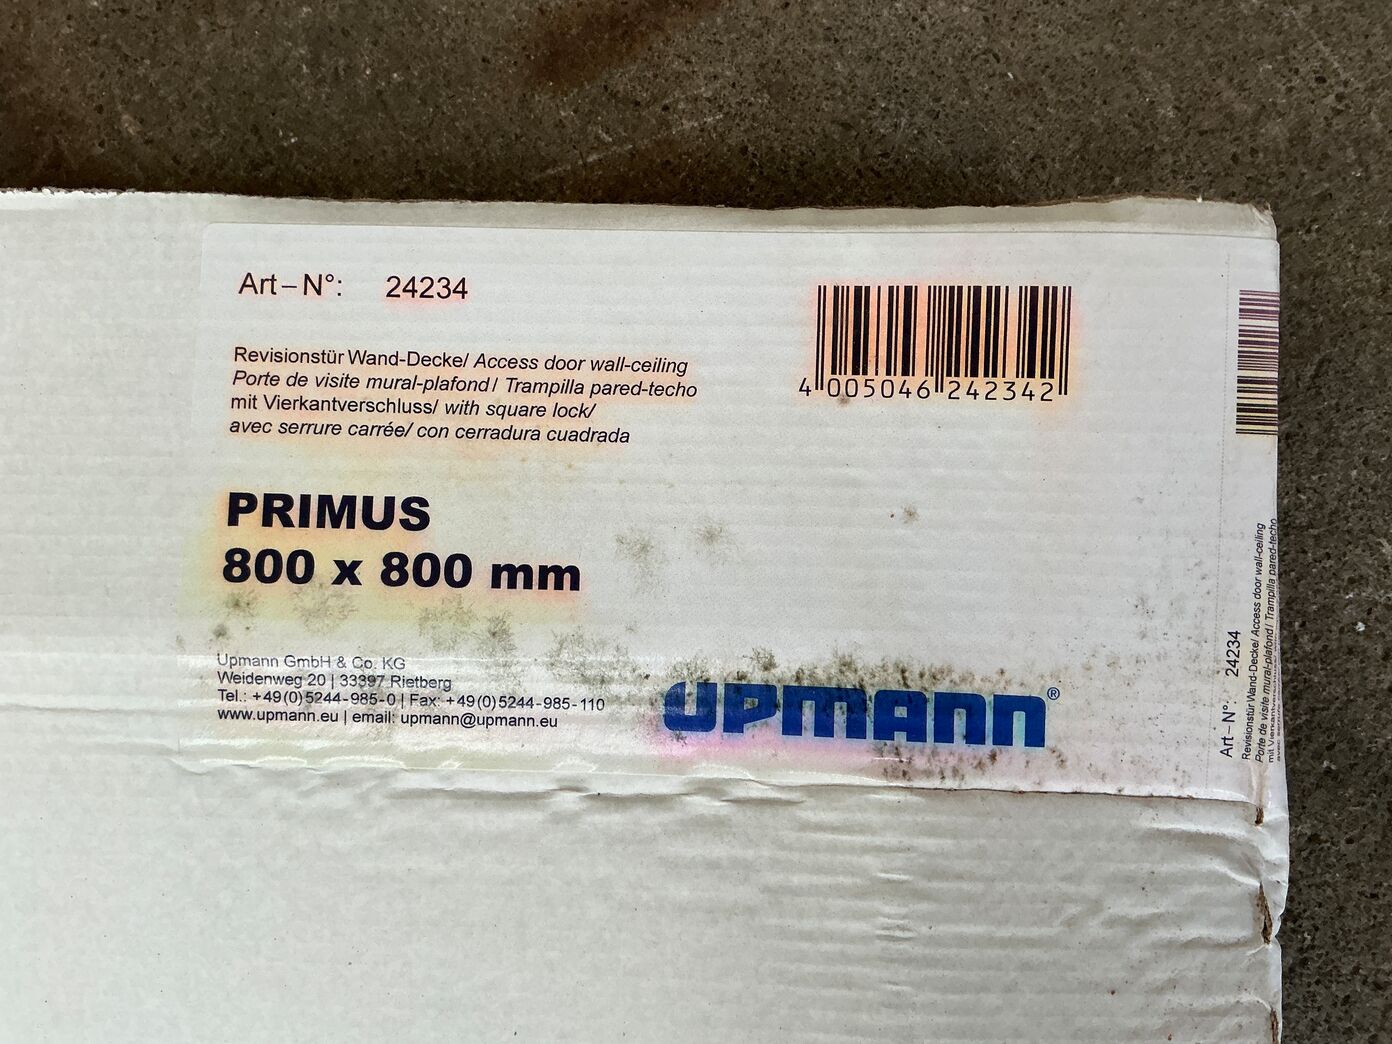 Art–N°: 24234
Revisionstür Wand-Decke/ Access door wall-ceiling
Porte de visite mural-plafond/ Trampilla pared-techo
mit Vierkantverschluss/ with square lock/
avec serrure carrée/ con cerradura cuadrada
4 005046 242342
PRIMUS
800 x 800 mm
Upmann GmbH & Co. KG
Weidenweg 20 | 33397 Rietberg
Tel.: +49(0)5244-985-0 | Fax: +49(0)5244-985-110
www.upmann.eu | email: upmann@upmann.eu
UPMANN®
Art–N°: 24234
Revisionstür Wand-Decke/ Access door wall-ceiling
Porte de visite mural-plafond/ Trampilla pared-techo